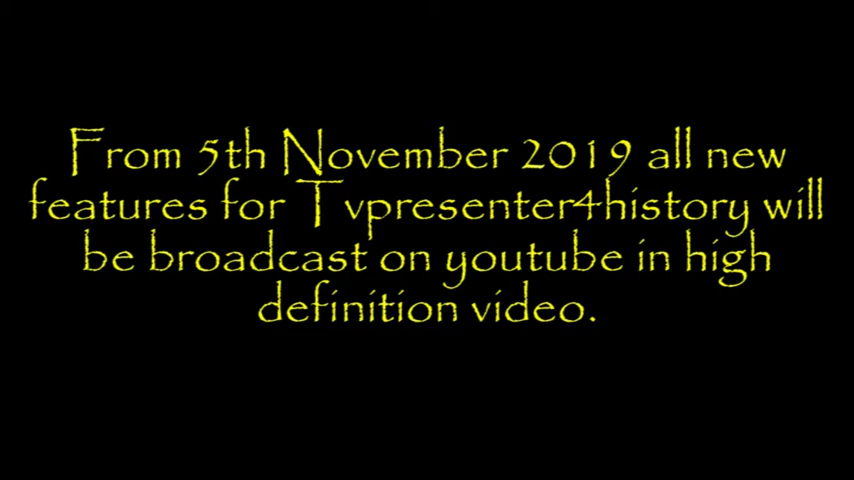 From 5th November 2019 all new
features for Tvpresenter4history will
be broadcast on youtube in high
definition video.